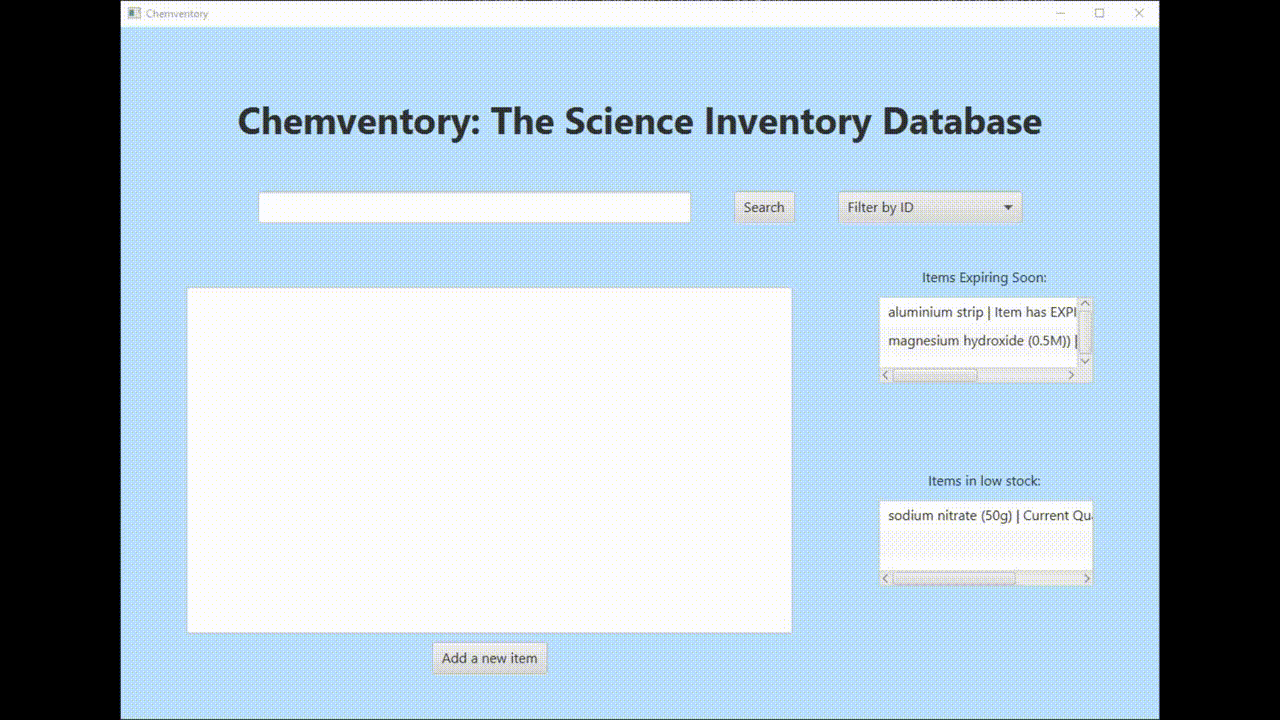 Chemventory
Chemventory: The Science Inventory Database
Search
Filter by ID
Items Expiring Soon:
aluminium strip | Item has EXPI
magnesium hydroxide (0.5M)) |
Items in low stock:
sodium nitrate (50g) | Current Qu
Add a new item